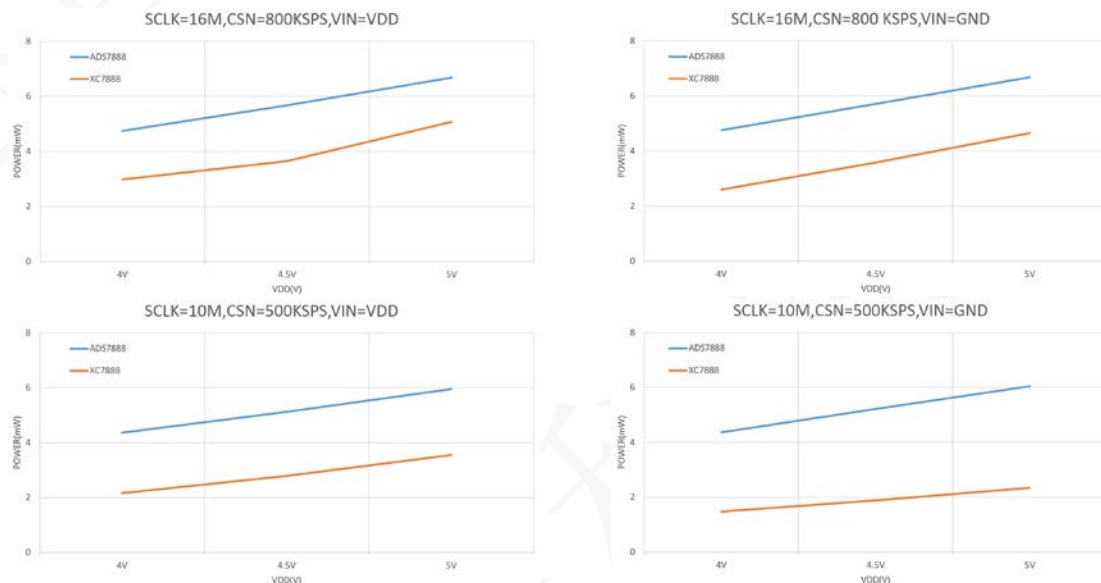 SCLK=16M,CSN=800KSPS,VIN=VDD
8
6
4
2
0
POWER(mW)
ADS7888
XC7888
4V
4.5V
5V
VDD(V)
SCLK=16M,CSN=800 KSPS,VIN=GND
8
6
4
2
0
POWER(mW)
ADS7888
XC7888
4V
4.5V
5V
VDD(V)
SCLK=10M,CSN=500KSPS,VIN=VDD
8
6
4
2
0
POWER(mW)
ADS7888
XC7888
4V
4.5V
5V
VDD(V)
SCLK=10M,CSN=500KSPS,VIN=GND
8
6
4
2
0
POWER(mW)
ADS7888
XC7888
4V
4.5V
5V
VDD(V)